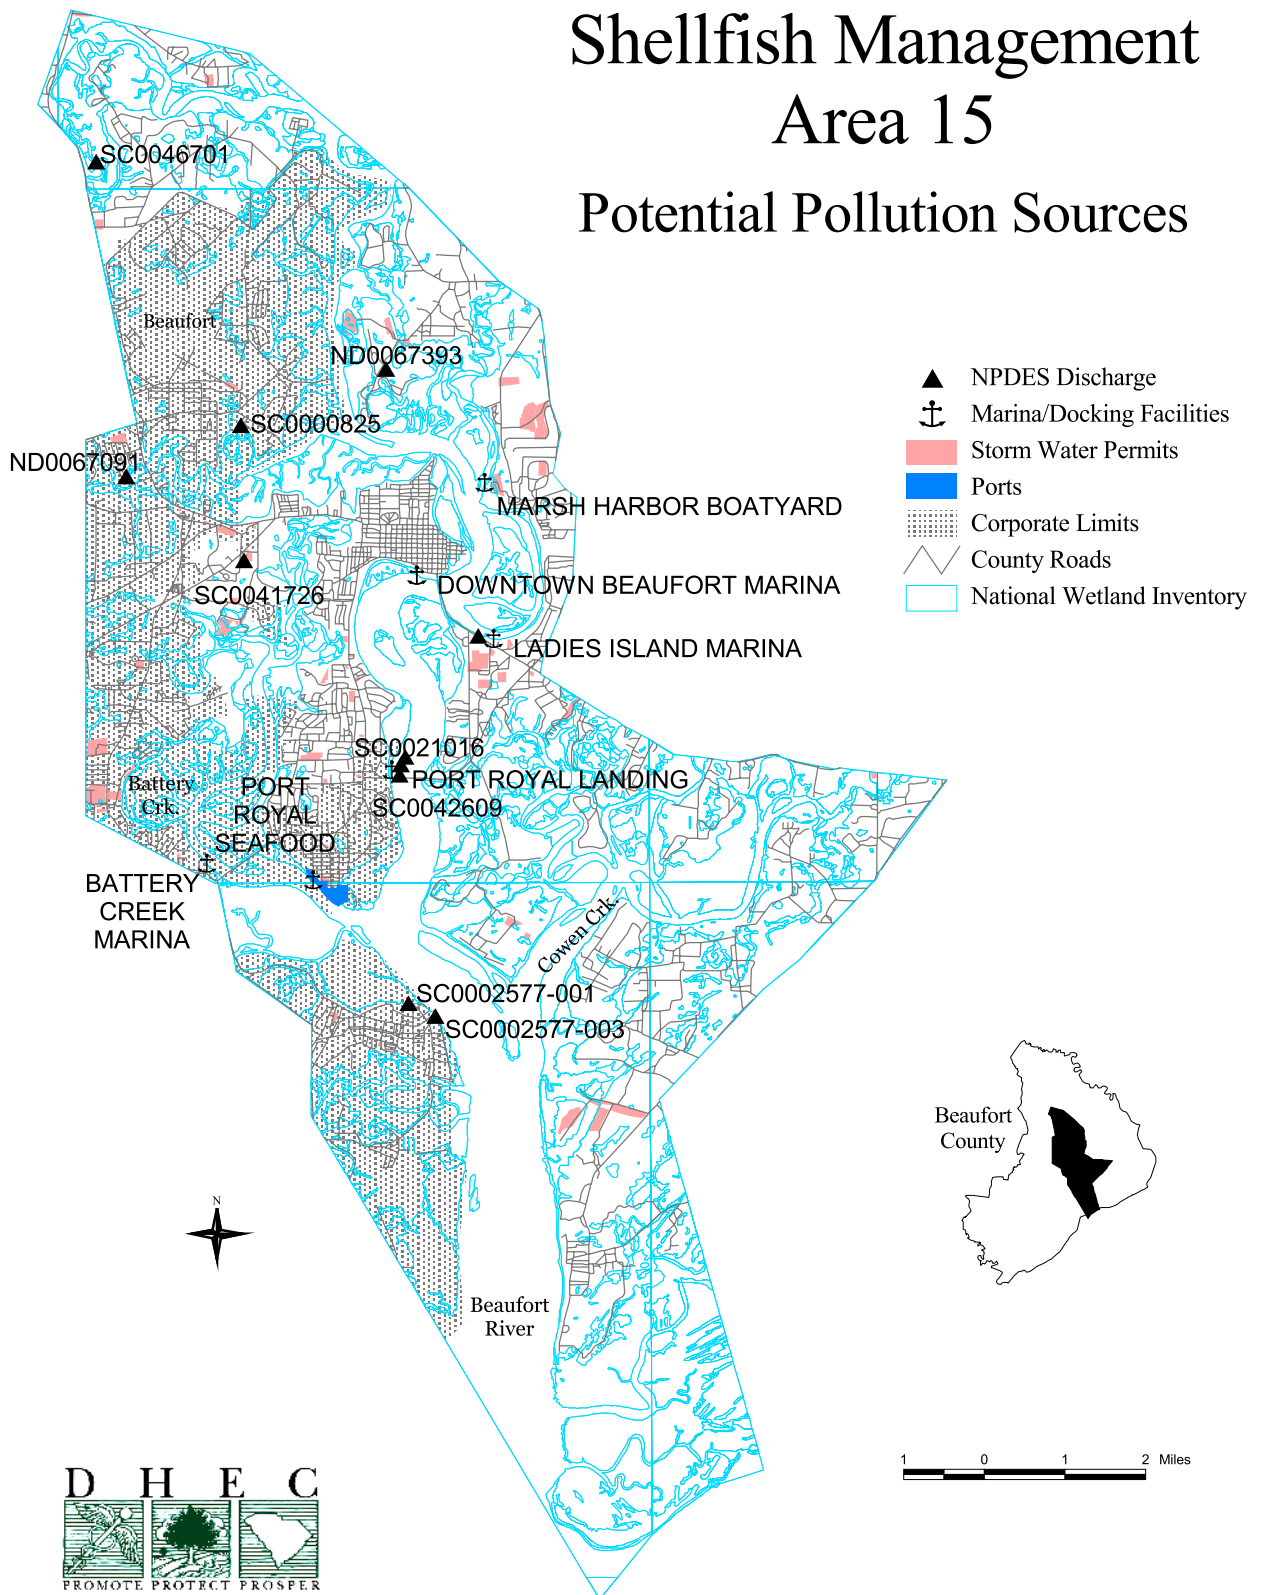 Shellfish Management
Area 15
Potential Pollution Sources
SC0046701
Beaufort
ND0067393
SC0000825
ND0067091
MARSH HARBOR BOATYARD
DOWNTOWN BEAUFORT MARINA
SC0041726
LADIES ISLAND MARINA
SC0021016
PORT ROYAL LANDING
SC0042609
Battery
Crk.
PORT
ROYAL
SEAFOOD
BATTERY
CREEK
MARINA
Cowen Crk.
SC0002577-001
SC0002577-003
Beaufort
River
NPDES Discharge
Marina/Docking Facilities
Storm Water Permits
Ports
Corporate Limits
County Roads
National Wetland Inventory
Beaufort
County
N
1 0 1 2 Miles
D H E C
PROMOTE PROTECT PROSPER